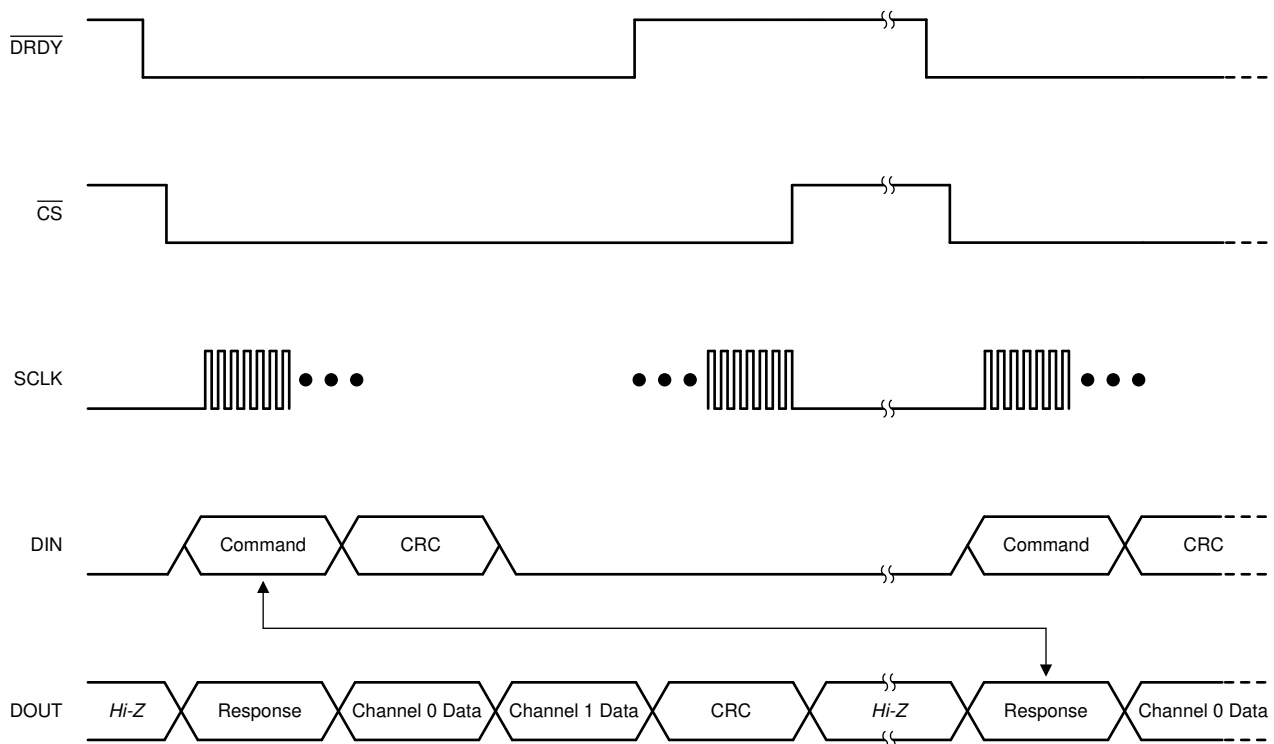 DRDY
CS
SCLK
DIN
Command
CRC
Command
CRC
DOUT
Hi-Z
Response
Channel 0 Data
Channel 1 Data
CRC
Hi-Z
Response
Channel 0 Data